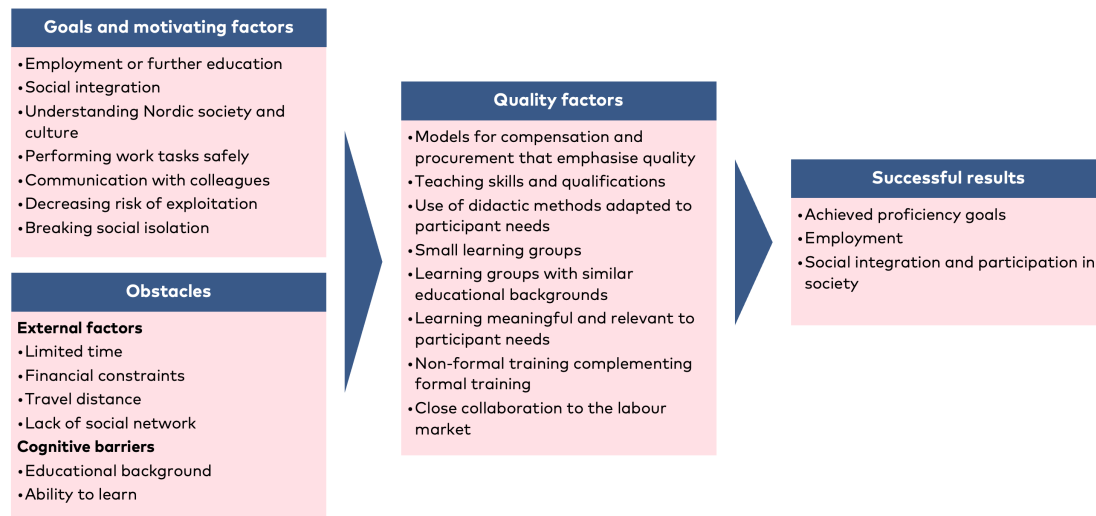 Goals and motivating factors
•Employment or further education
•Social integration
•Understanding Nordic society and
culture
•Performing work tasks safely
•Communication with colleagues
•Decreasing risk of exploitation
•Breaking social isolation
Obstacles
External factors
•Limited time
•Financial constraints
•Travel distance
•Lack of social network
Cognitive barriers
•Educational background
•Ability to learn
Quality factors
•Models for compensation and
procurement that emphasise quality
•Teaching skills and qualifications
•Use of didactic methods adapted to
participant needs
•Small learning groups
•Learning groups with similar
educational backgrounds
•Learning meaningful and relevant to
participant needs
•Non-formal training complementing
formal training
•Close collaboration to the labour
market
Successful results
•Achieved proficiency goals
•Employment
•Social integration and participation in
society